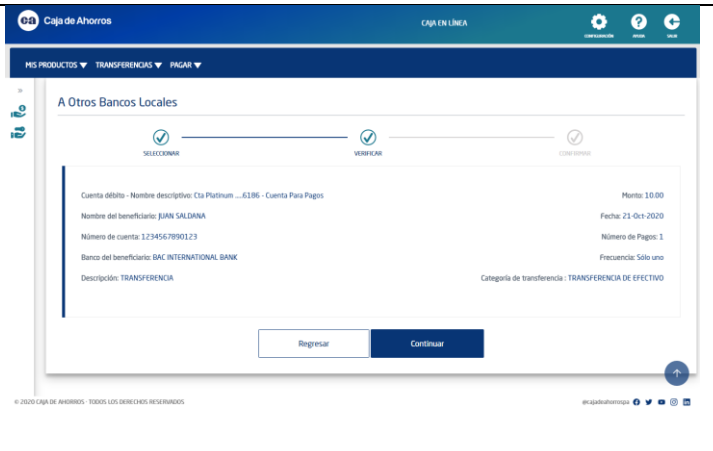 ca Caja de Ahorros
CAJA EN LÍNEA
CONFIGURACIÓN AYUDA SALIR
MIS PRODUCTOS TRANSFERENCIAS PAGAR
A Otros Bancos Locales
SELECCIONAR VERIFICAR CONFIRMAR
Cuenta débito - Nombre descriptivo: Cta Platinum ....6186 - Cuenta Para Pagos Monto: 10.00
Nombre del beneficiario: JUAN SALDANA Fecha: 21-Oct-2020
Número de cuenta: 1234567890123 Número de Pagos: 1
Banco del beneficiario: BAC INTERNATIONAL BANK Frecuencia: Sólo uno
Descripción: TRANSFERENCIA Categoría de transferencia : TRANSFERENCIA DE EFECTIVO
Regresar Continuar
© 2020 CAJA DE AHORROS - TODOS LOS DERECHOS RESERVADOS @cajadeahorrospa